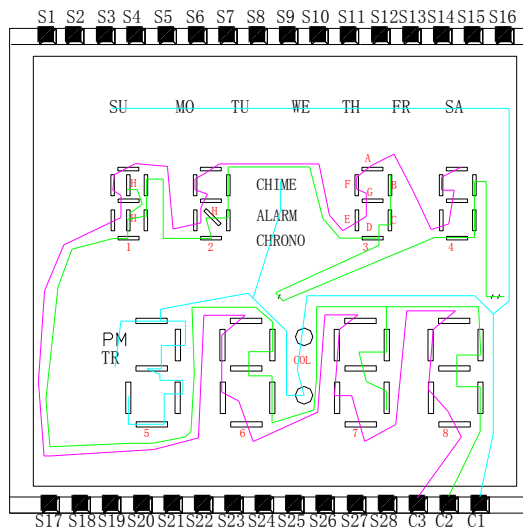 S1 S2 S3 S4 S5 S6 S7 S8 S9 S10 S11 S12 S13 S14 S15 S16
SU MO TU WE TH FR SA
A
H H CHIME F G B
H ALARM E D C
1 2 CHRONO 3 4
PM
TR COL
5 6 7 8
S17 S18 S19 S20 S21 S22 S23 S24 S25 S26 S27 S28 C3 C2 C1